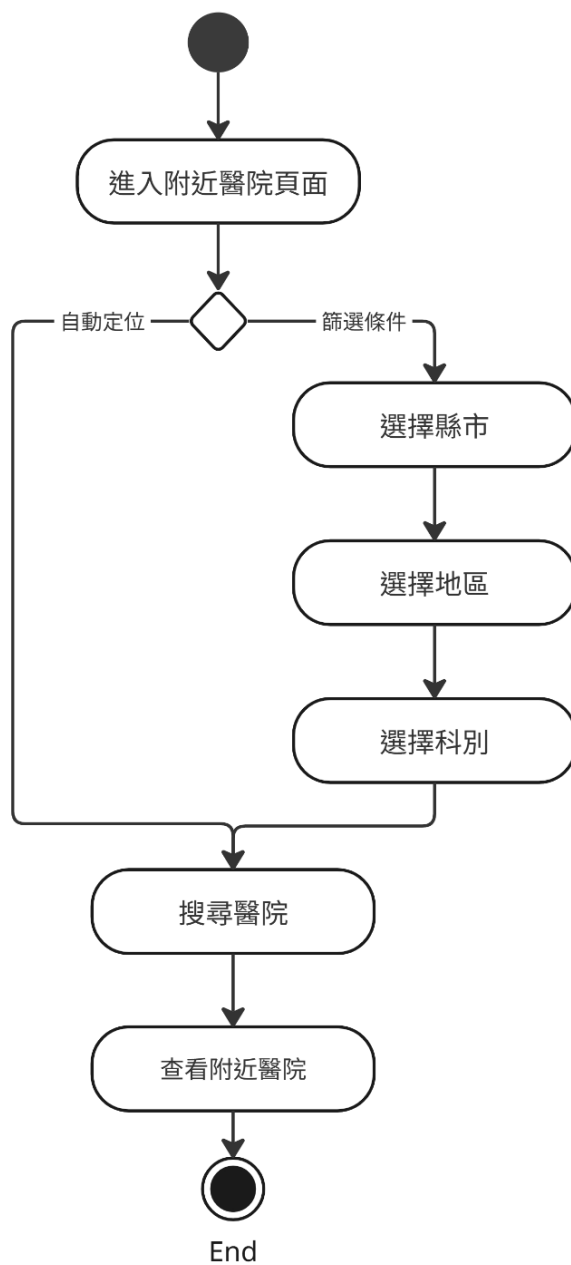 進入附近醫院頁面
自動定位
篩選條件
選擇縣市
選擇地區
選擇科別
搜尋醫院
查看附近醫院
End